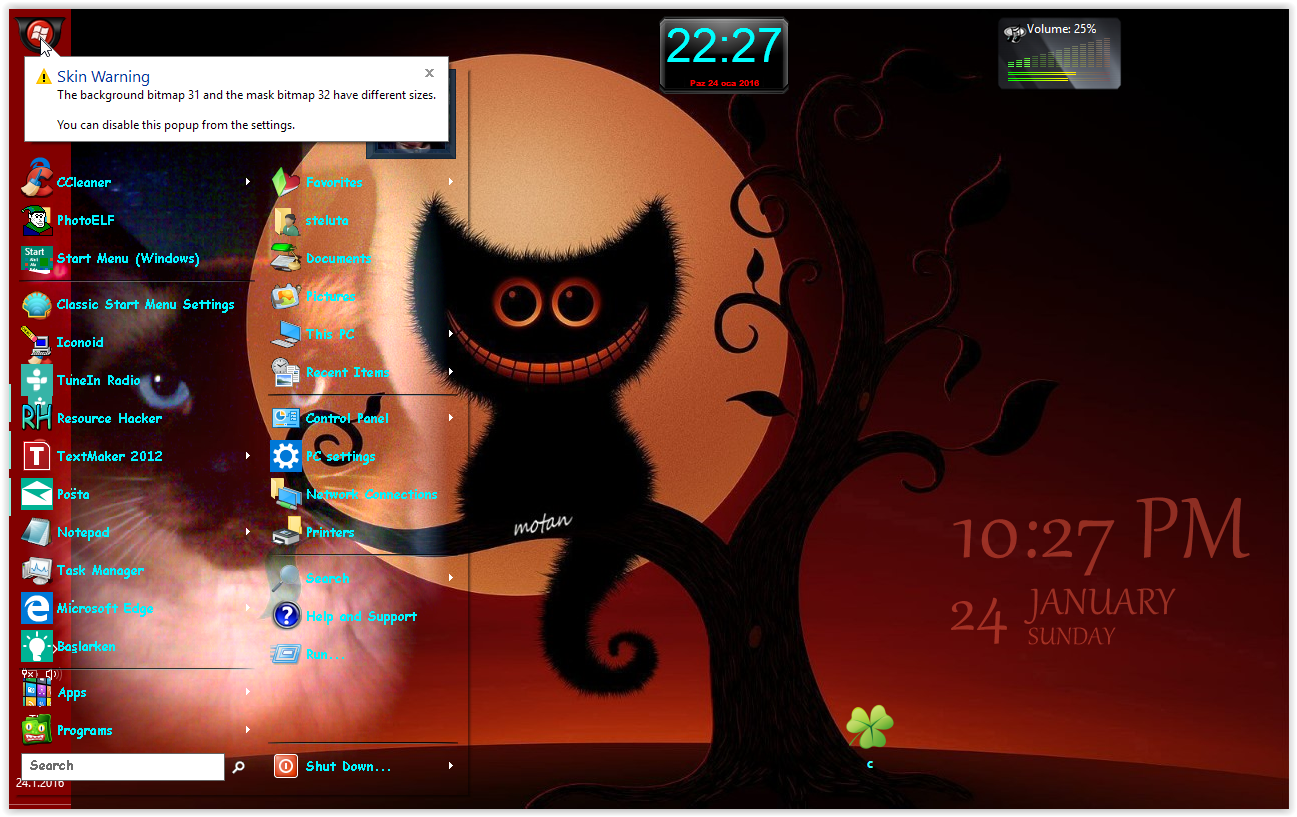 22:27
Paz 24 oca 2016
Volume: 25%
Skin Warning
The background bitmap 31 and the mask bitmap 32 have different sizes.
You can disable this popup from the settings.
CCleaner
PhotoELF
Start
Start Menu (Windows)
Classic Start Menu Settings
Iconoid
TuneIn Radio
RH
Resource Hacker
T
TextMaker 2012
Posta
Notepad
Task Manager
Microsoft Edge
Başlarken
Apps
Programs
Search
24.1.2016
Favorites
steluta
Documents
Pictures
This PC
Recent Items
Control Panel
PC settings
Network Connections
Printers
Search
Help and Support
Run...
Shut Down...
motan
10:27 PM
24 JANUARY
SUNDAY
c